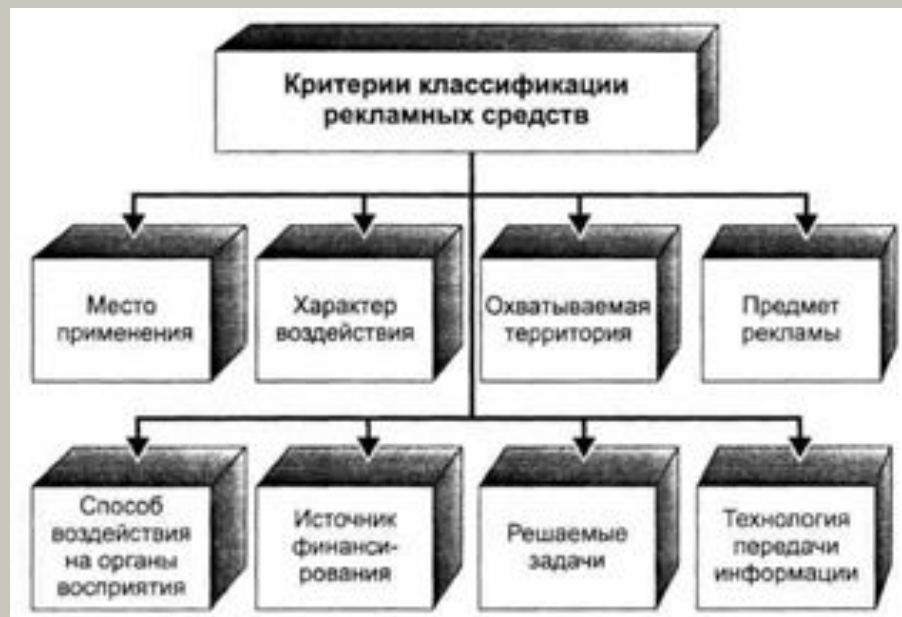 Критерии классификации
рекламных средств
Место
применения
Характер
воздействия
Охватываемая
территория
Предмет
рекламы
Способ
воздействия
на органы
восприятия
Источник
финанси-
рования
Решаемые
задачи
Технология
передачи
информации